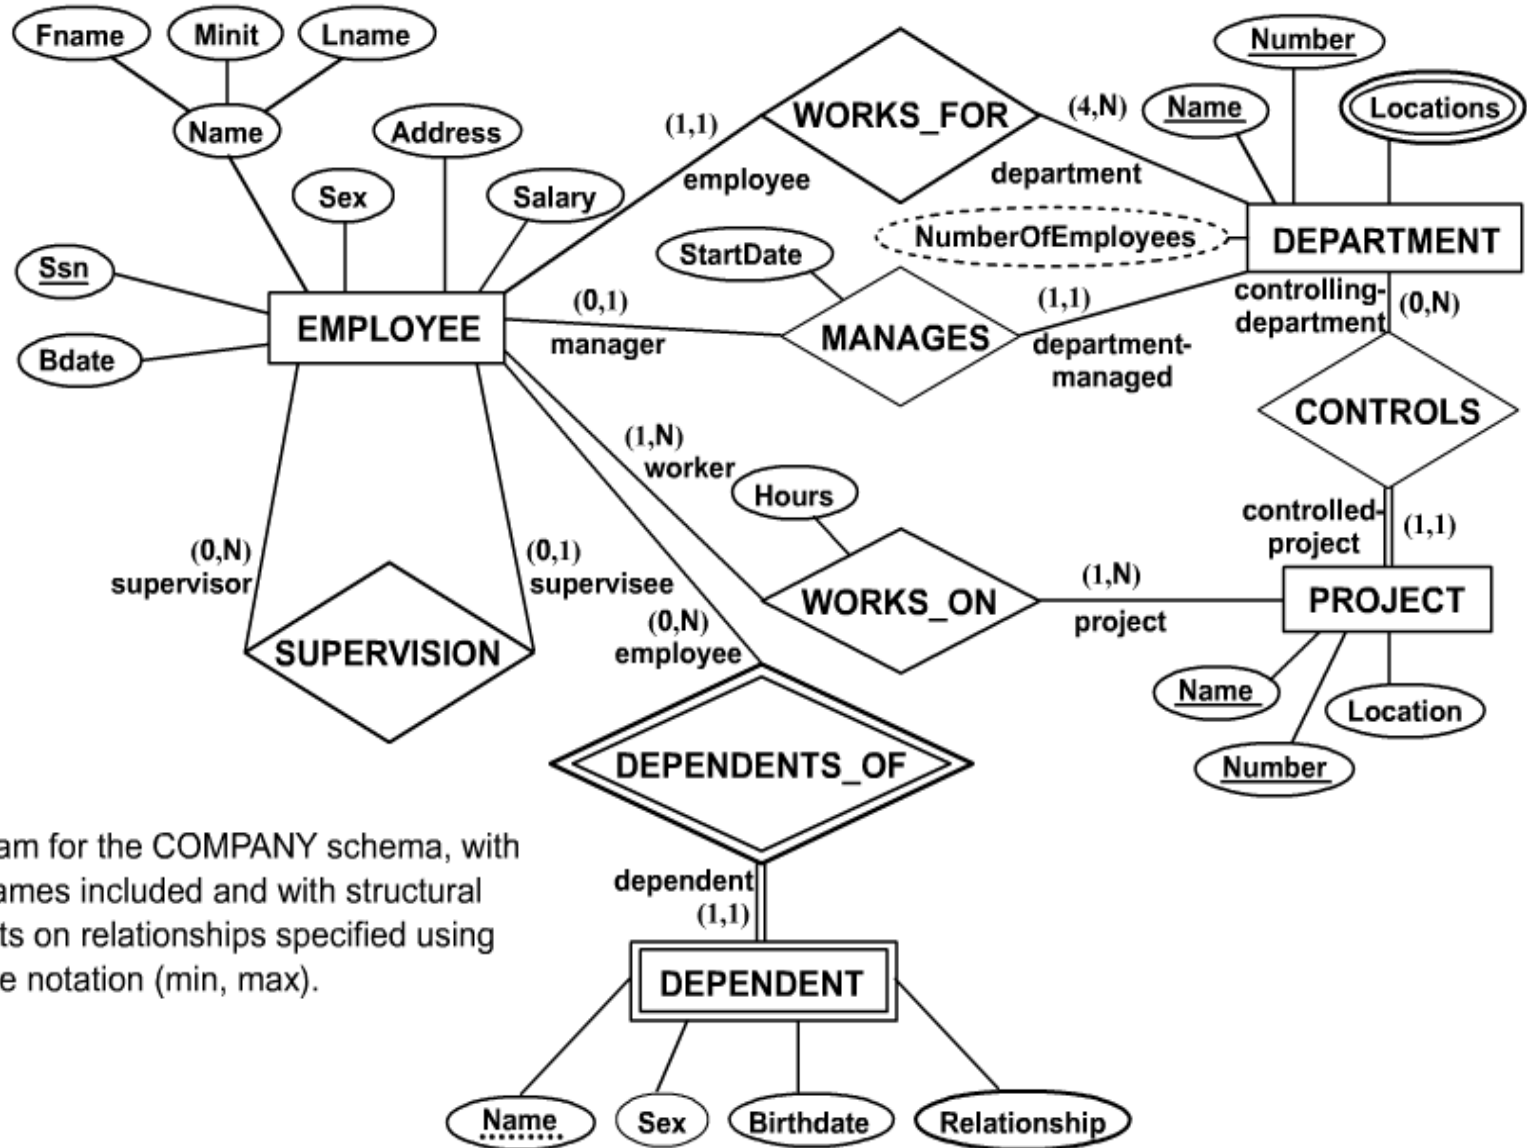 Fname
Minit
Lname
Number
Name
Address
WORKS_FOR
(1,1)
(4,N)
Name
Locations
employee
department
Sex
Salary
StartDate
NumberOfEmployees
DEPARTMENT
Ssn
EMPLOYEE
(0,1)
manager
MANAGES
(1,1)
department-
managed
controlling-
department
(0,N)
Bdate
CONTROLS
(1,N)
worker
Hours
controlled-
project
(1,1)
(0,N)
supervisor
(0,1)
supervisee
SUPERVISION
(0,N)
employee
WORKS_ON
(1,N)
project
PROJECT
Name
Location
Number
DEPENDENTS_OF
am for the COMPANY schema, with
ames included and with structural
ts on relationships specified using
e notation (min, max).
dependent
(1,1)
DEPENDENT
Name
Sex
Birthdate
Relationship